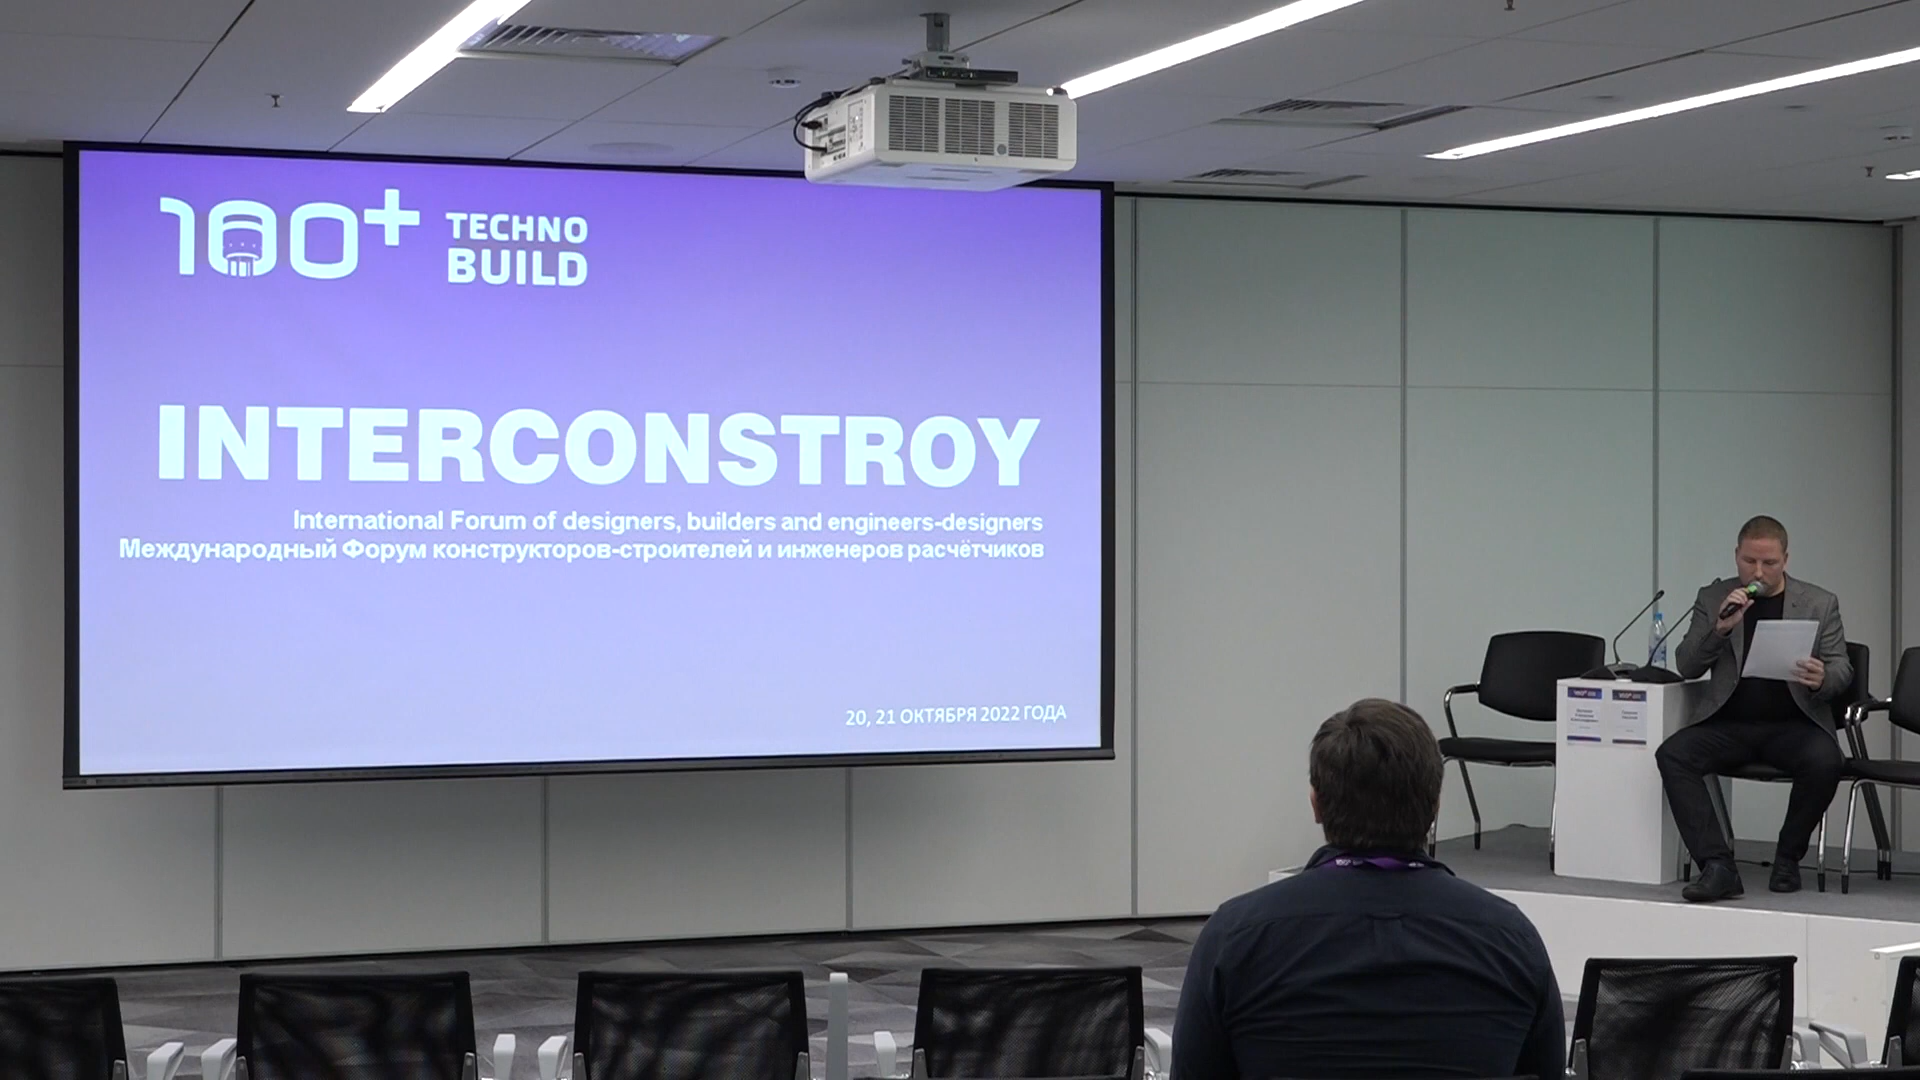 100+ TECHNO
BUILD
INTERCONSTROY
International Forum of designers, builders and engineers-designers
Международный Форум конструкторов-строителей и инженеров расчётчиков
20, 21 ОКТЯБРЯ 2022 ГОДА